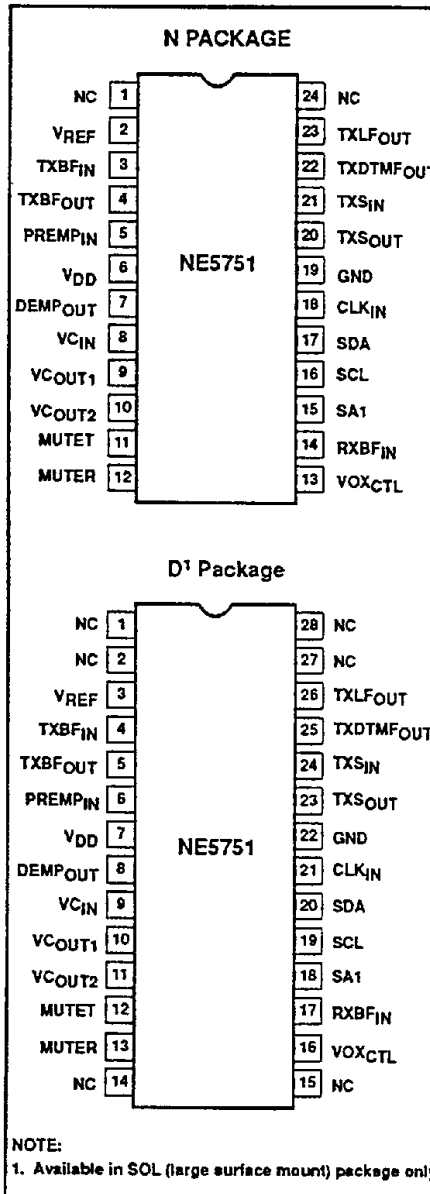 N PACKAGE
NC 1 24 NC
VREF 2 23 TXLFOUT
TXBFIN 3 22 TXDTMFOUT
TXBFOUT 4 21 TXSIN
PREMPIN 5 20 TXSOUT
VDD 6 19 GND
NE5751
DEMPOUT 7 18 CLKIN
VCIN 8 17 SDA
VCOUT1 9 16 SCL
VCOUT2 10 15 SA1
MUTET 11 14 RXBFIN
MUTER 12 13 VOXCTL
D1 Package
NC 1 28 NC
NC 2 27 NC
VREF 3 26 TXLFOUT
TXBFIN 4 25 TXDTMFOUT
TXBFOUT 5 24 TXSIN
PREMPIN 6 23 TXSOUT
VDD 7 22 GND
NE5751
DEMPOUT 8 21 CLKIN
VCIN 9 20 SDA
VCOUT1 10 19 SCL
VCOUT2 11 18 SA1
MUTET 12 17 RXBFIN
MUTER 13 16 VOXCTL
NC 14 15 NC
NOTE:
1. Available in SOL (large surface mount) package only